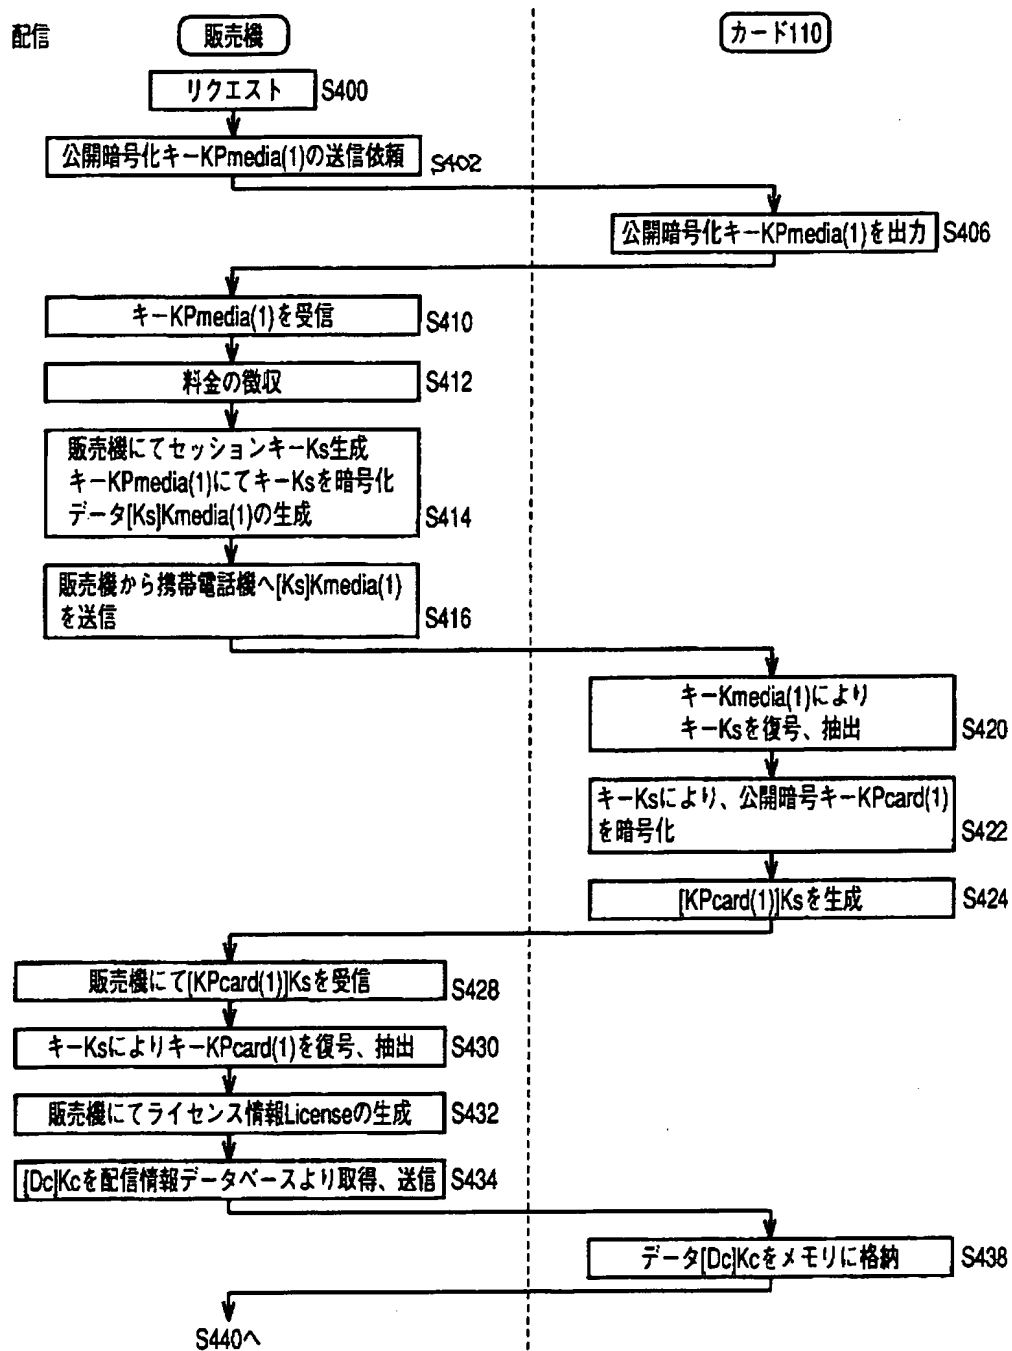 配信
販売機
カード110
リクエスト
S400
公開暗号化キーKPmedia(1)の送信依頼
S402
公開暗号化キーKPmedia(1)を出力
S406
キーKPmedia(1)を受信
S410
料金の徴収
S412
販売機にてセッションキーKs生成
キーKPmedia(1)にてキーKsを暗号化
データ[Ks]Kmedia(1)の生成
S414
販売機から携帯電話機へ[Ks]Kmedia(1)
を送信
S416
キーKmedia(1)により
キーKsを復号、抽出
S420
キーKsにより、公開暗号キーKPcard(1)
を暗号化
S422
[KPcard(1)]Ksを生成
S424
販売機にて[KPcard(1)]Ksを受信
S428
キーKsによりキーKPcard(1)を復号、抽出
S430
販売機にてライセンス情報Licenseの生成
S432
[Dc]Kcを配信情報データベースより取得、送信
S434
データ[Dc]Kcをメモリに格納
S438
S440へ